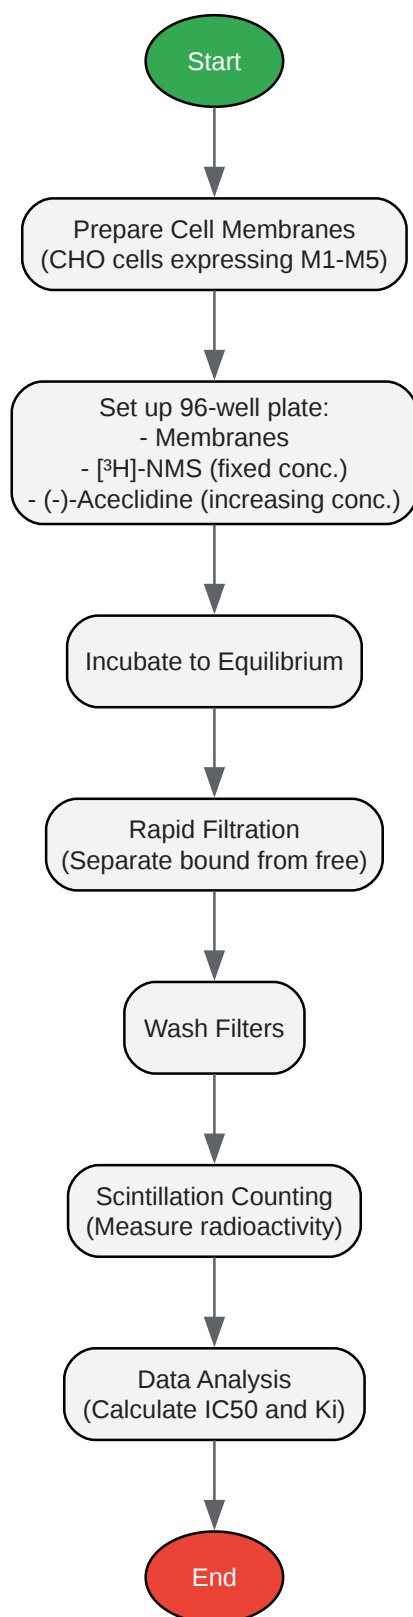 Start
Prepare Cell Membranes
(CHO cells expressing M1-M5)
Set up 96-well plate:
- Membranes
- [³H]-NMS (fixed conc.)
- (-)-Aceclidine (increasing conc.)
Incubate to Equilibrium
Rapid Filtration
(Separate bound from free)
Wash Filters
Scintillation Counting
(Measure radioactivity)
Data Analysis
(Calculate IC50 and Ki)
End